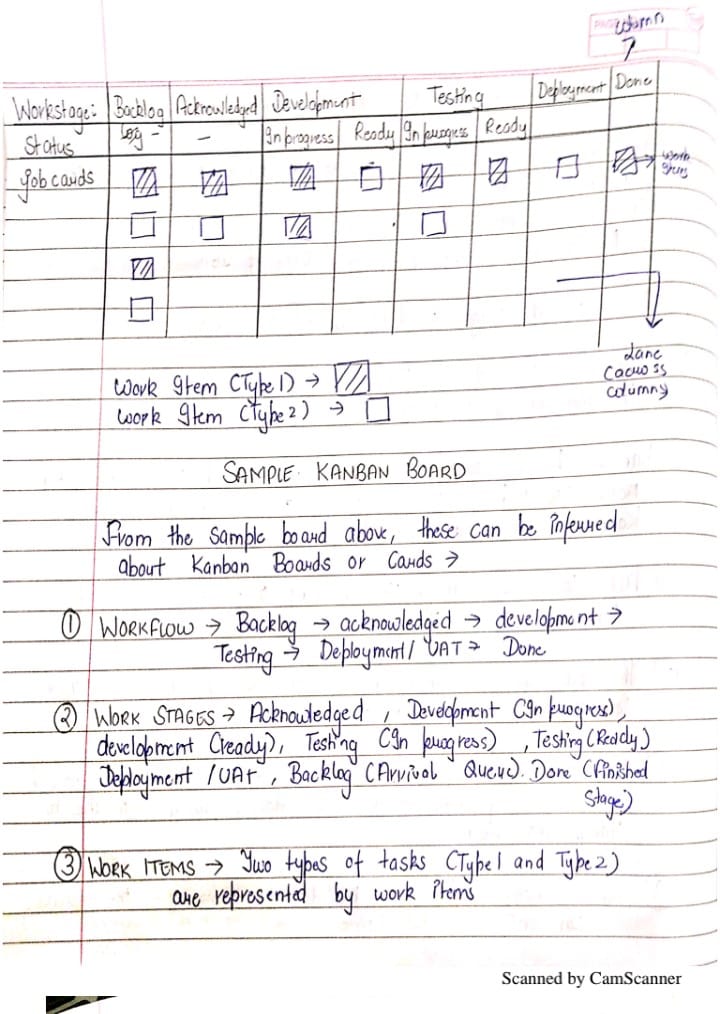 column
7
Workstage: Backlog Acknowledged Development Testing Deployment Done
Status - - In progress Ready In progress Ready
Job cards
work
Lane
across
columny
Work Item (Type 1) →
Work Item (Type 2) →
SAMPLE KANBAN BOARD
From the sample board above, these can be inferred
about Kanban Boards or Cards →
① WORKFLOW → Backlog → acknowledged → development →
Testing → Deployment / UAT → Done
② WORK STAGES → Acknowledged , Development (In progress),
development (ready), Testing (In progress) , Testing (Ready)
Deployment / UAT , Backlog (Arrival Queue). Done (Finished
Stage)
③ WORK ITEMS → Two types of tasks (Type 1 and Type 2)
are represented by work items
Scanned by CamScanner